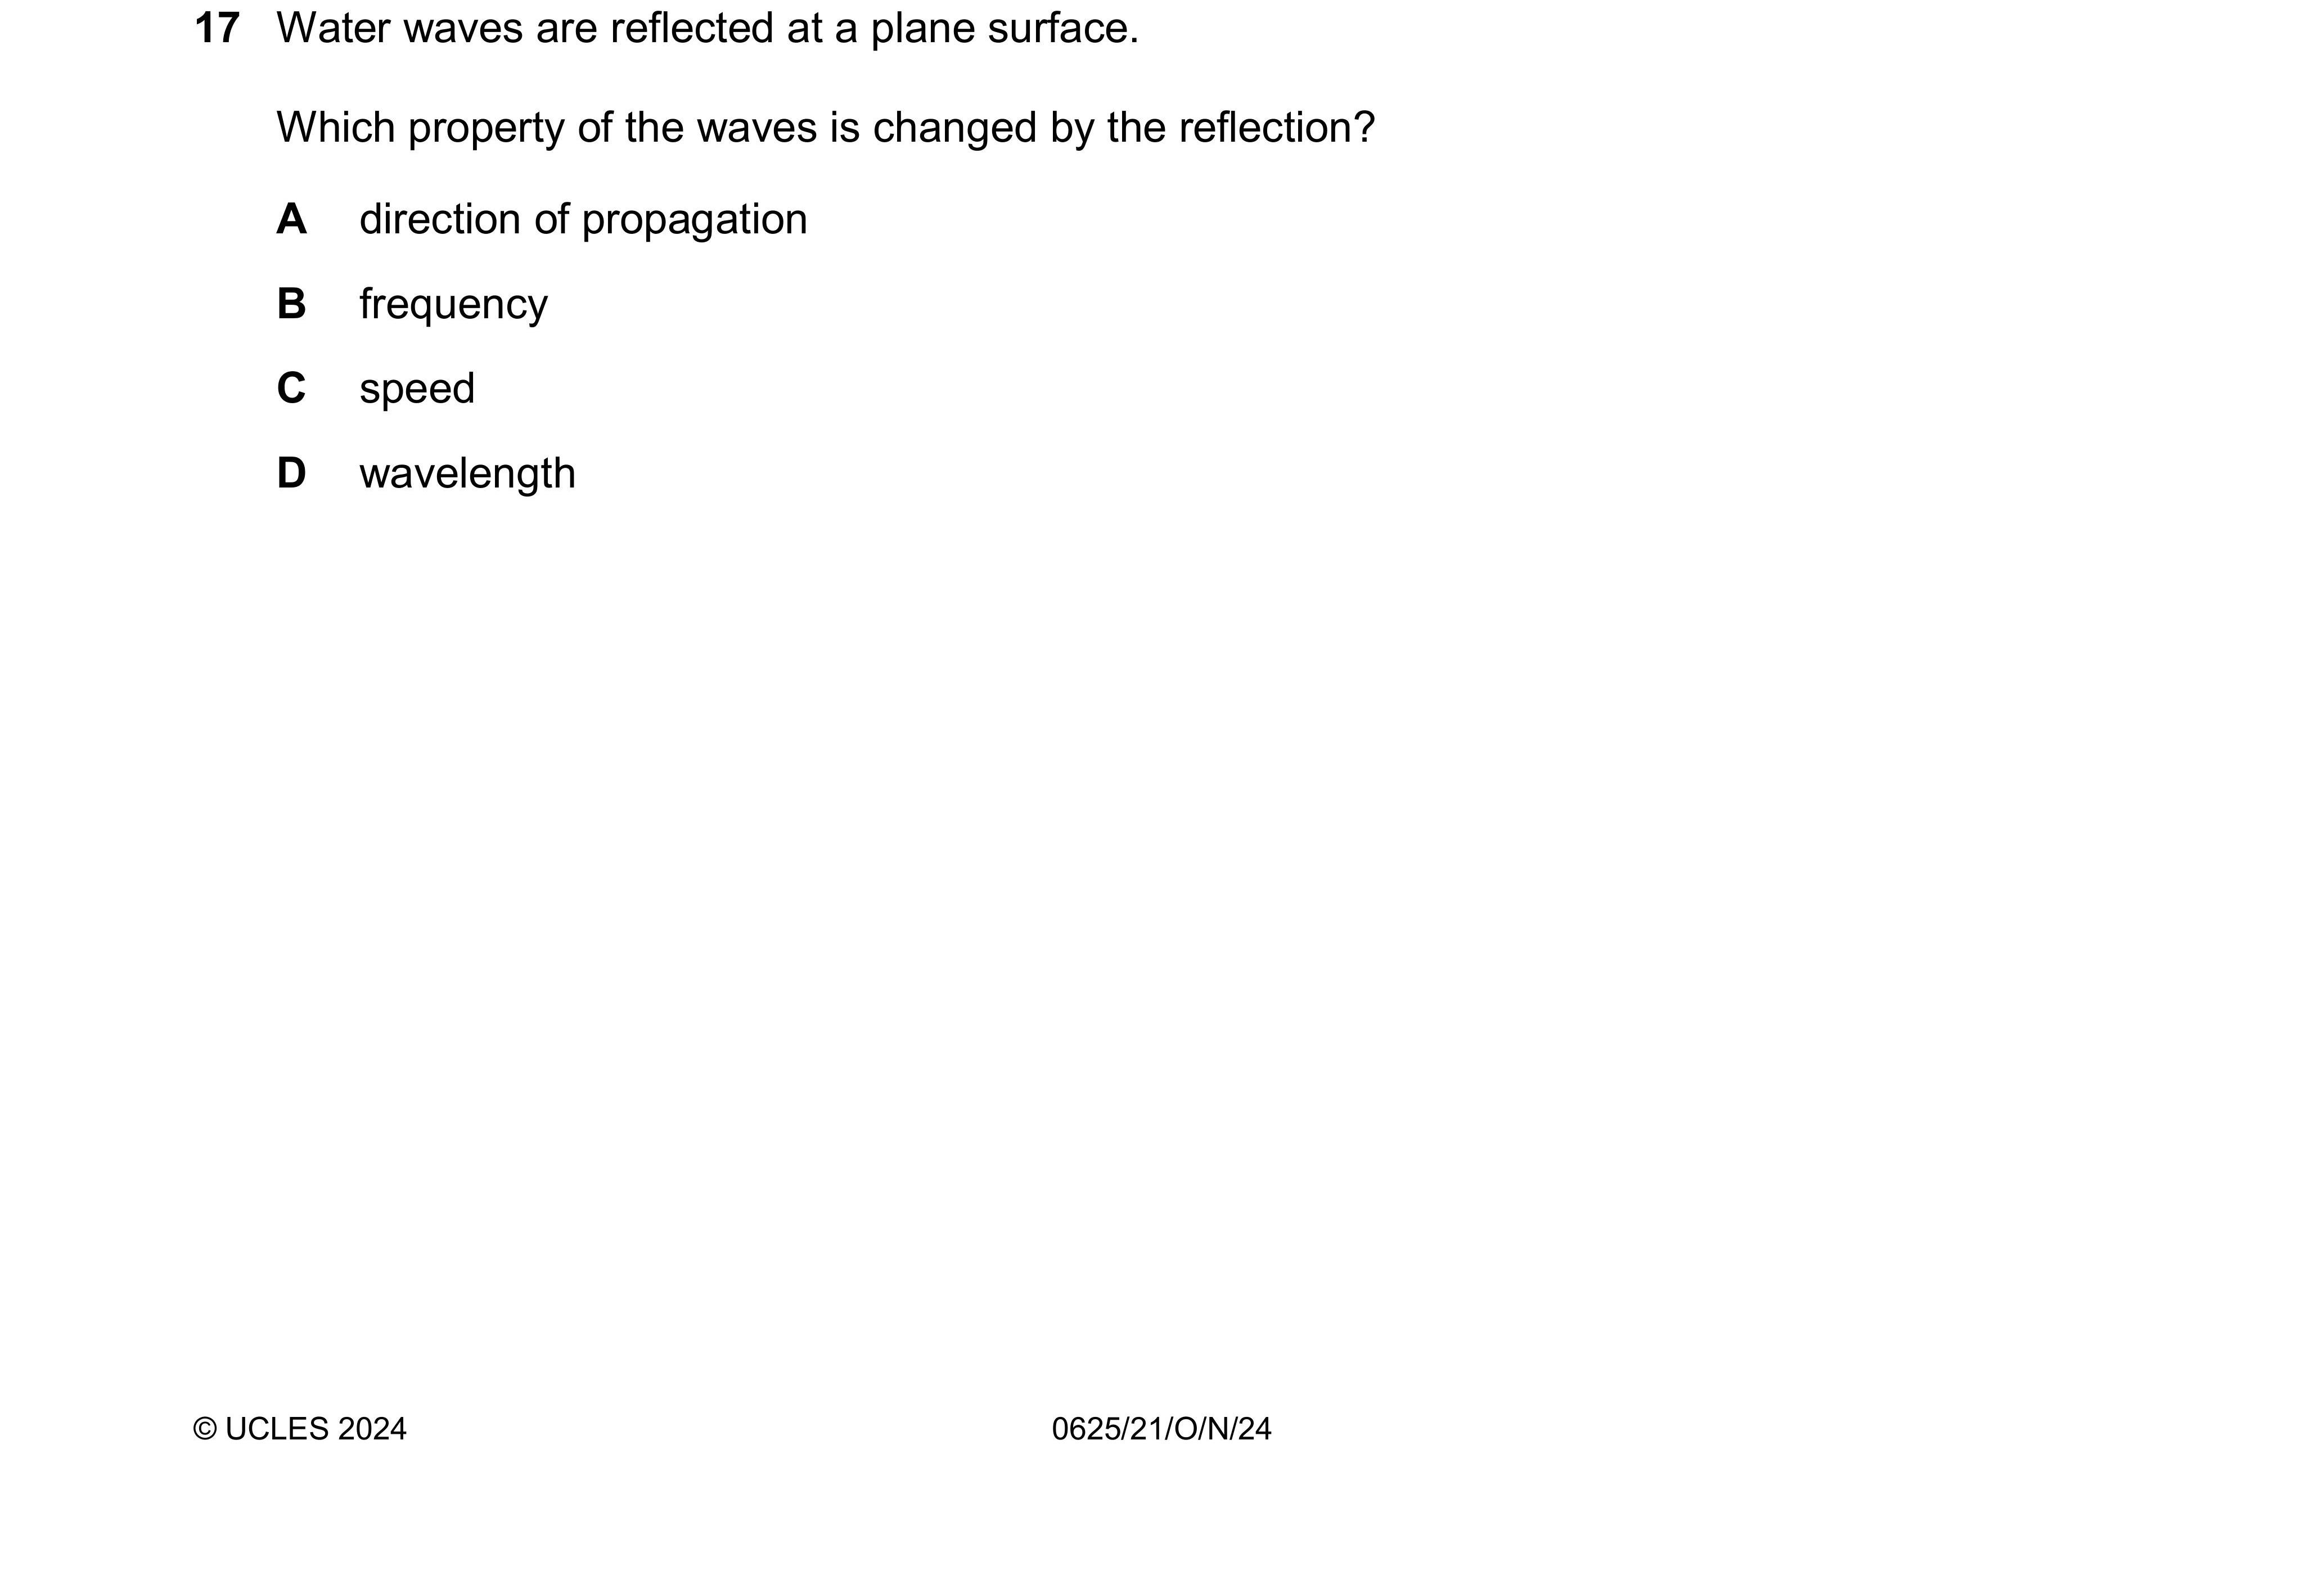 17 Water waves are reflected at a plane surface.
Which property of the waves is changed by the reflection?
A direction of propagation
B frequency
C speed
D wavelength
© UCLES 2024 0625/21/O/N/24